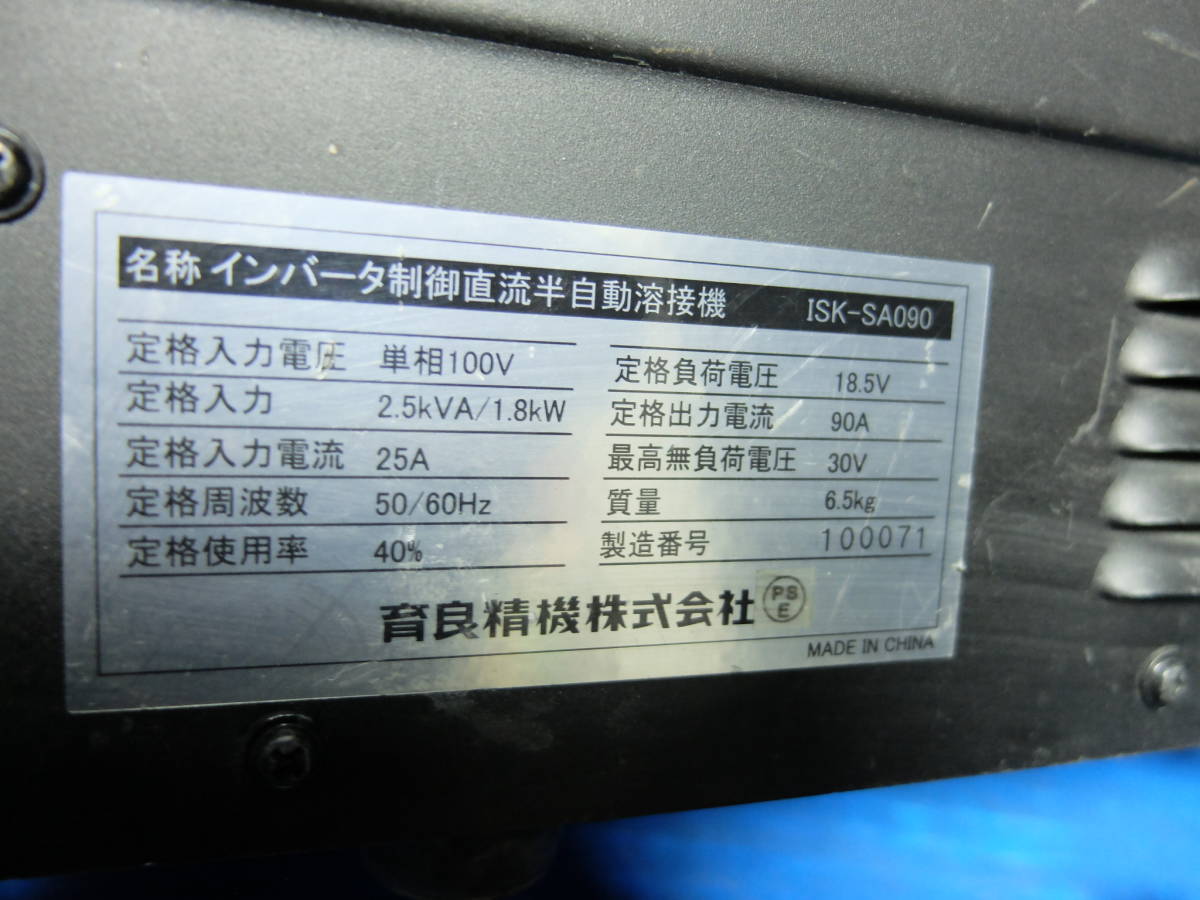 名称 インバータ制御直流半自動溶接機 ISK-SA090
定格入力電圧 単相100V
定格入力 2.5kVA/1.8kW
定格入力電流 25A
定格周波数 50/60Hz
定格使用率 40%
定格負荷電圧 18.5V
定格出力電流 90A
最高無負荷電圧 30V
質量 6.5kg
製造番号 100071
育良精機株式会社 PS E
MADE IN CHINA